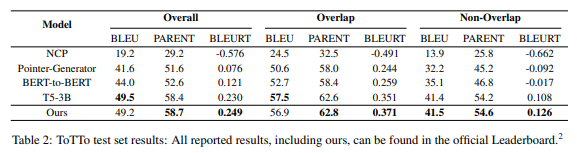 Model Overall Overlap Non-Overlap
BLEU PARENT BLEURT BLEU PARENT BLEURT BLEU PARENT BLEURT
NCP 19.2 29.2 -0.576 24.5 32.5 -0.491 13.9 25.8 -0.662
Pointer-Generator 41.6 51.6 0.076 50.6 58.0 0.244 32.2 45.2 -0.092
BERT-to-BERT 44.0 52.6 0.121 52.7 58.4 0.259 35.1 46.8 -0.017
T5-3B 49.5 58.4 0.230 57.5 62.6 0.351 41.4 54.2 0.108
Ours 49.2 58.7 0.249 56.9 62.8 0.371 41.5 54.6 0.126
Table 2: ToTTo test set results: All reported results, including ours, can be found in the official Leaderboard.2